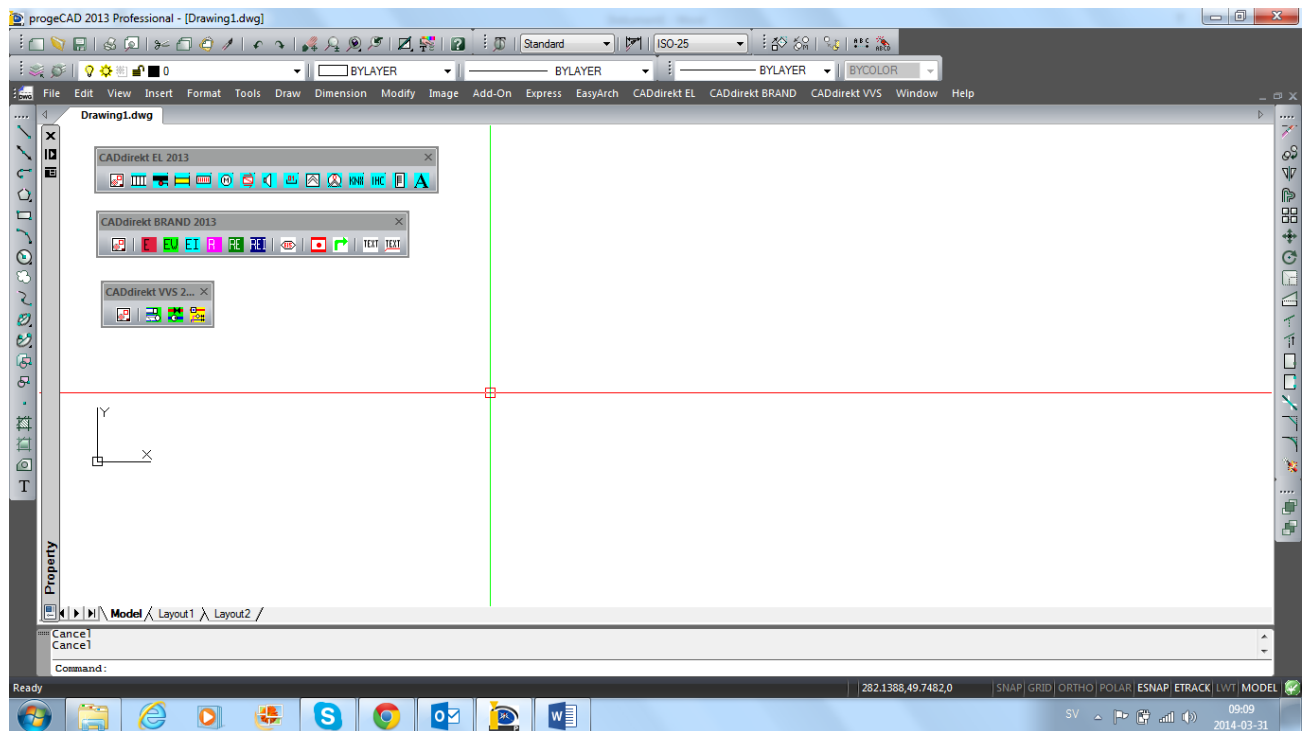 progeCAD 2013 Professional - [Drawing1.dwg]
Standard ISO-25
0 BYLAYER BYLAYER BYLAYER BYCOLOR
File Edit View Insert Format Tools Draw Dimension Modify Image Add-On Express EasyArch CADdirekt EL CADdirekt BRAND CADdirekt VVS Window Help
Drawing1.dwg
CADdirekt EL 2013
M KNX IHC A
CADdirekt BRAND 2013
E EV EI R RE REI TEXT TEXT
CADdirekt VVS 2...
Y
X
T
Property
Model Layout1 Layout2
Cancel
Cancel
Command:
Ready 282.1388,49.7482,0 SNAP GRID ORTHO POLAR ESNAP ETRACK LWT MODEL
SV 09:09
2014-03-31